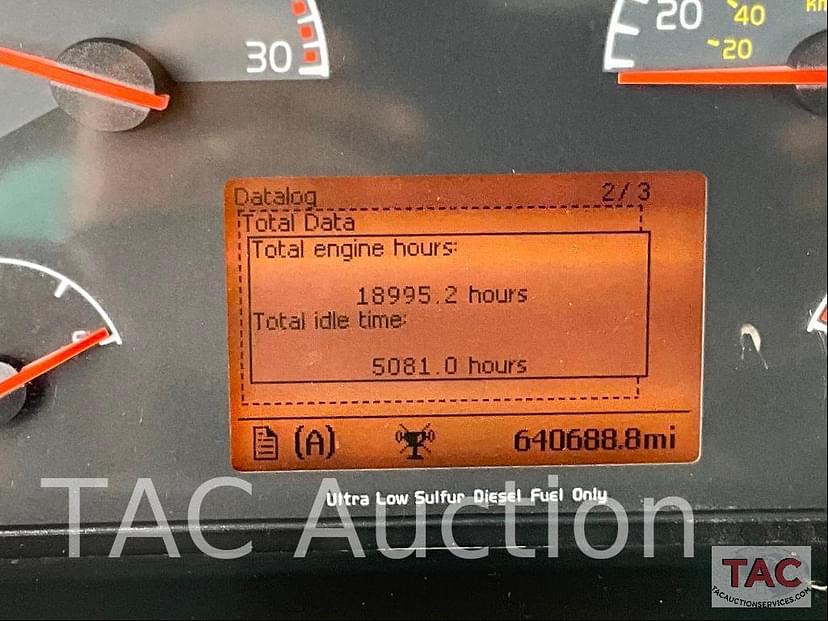 30
20
40
20
km
Datalog 2/3
Total Data
Total engine hours:
18995.2 hours
Total idle time:
5081.0 hours
(A) 640688.8mi
Ultra Low Sulfur Diesel Fuel Only
TAC Auction
TAC
TACAUCTIONSERVICES.COM